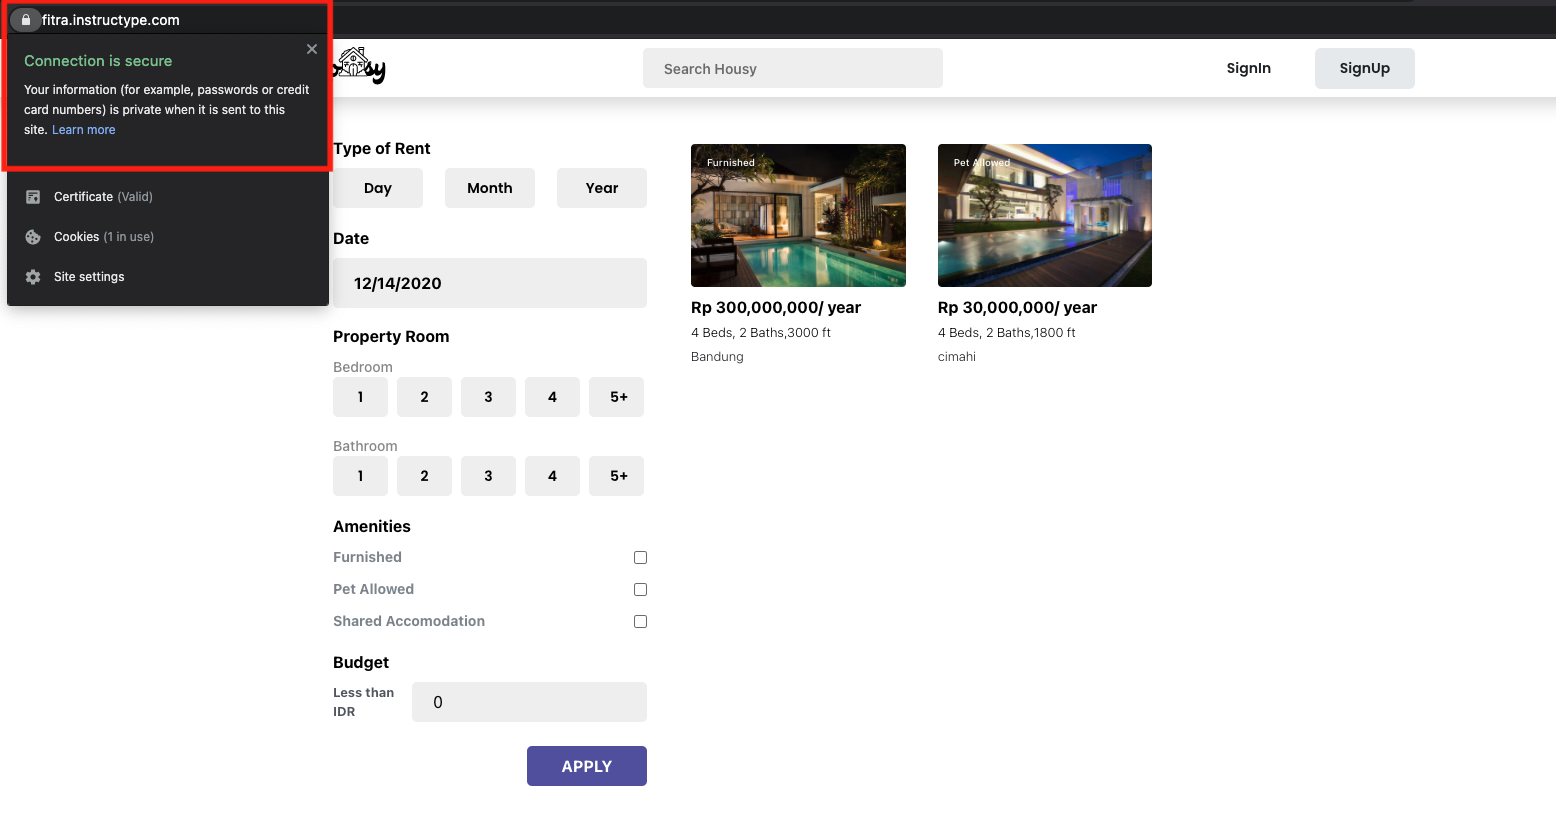 fitra.instructype.com
Connection is secure
Your information (for example, passwords or credit
card numbers) is private when it is sent to this
site. Learn more
Certificate (Valid)
Cookies (1 in use)
Site settings
Search Housy
SignIn
SignUp
Type of Rent
Day
Month
Year
Date
12/14/2020
Property Room
Bedroom
1 2 3 4 5+
Bathroom
1 2 3 4 5+
Amenities
Furnished
Pet Allowed
Shared Accomodation
Budget
Less than
IDR
0
APPLY
Furnished
Rp 300,000,000/ year
4 Beds, 2 Baths,3000 ft
Bandung
Pet Allowed
Rp 30,000,000/ year
4 Beds, 2 Baths,1800 ft
cimahi